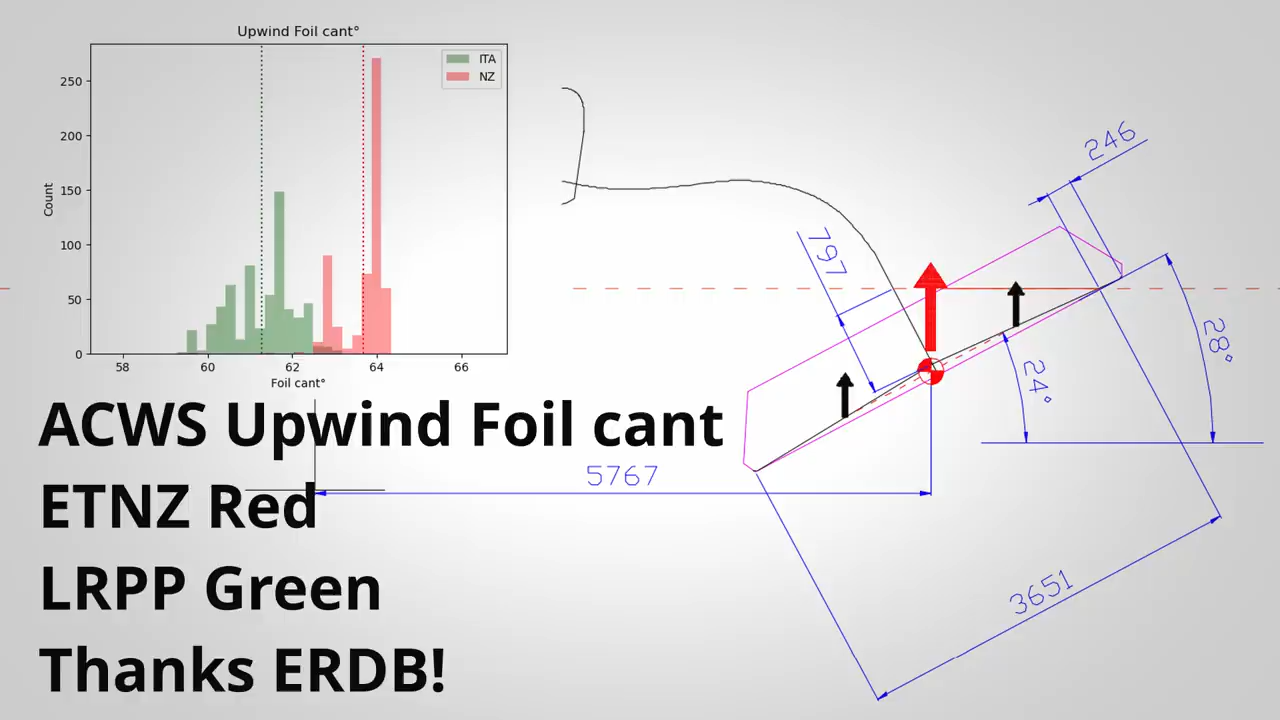 Upwind Foil cant°
ITA
NZ
250
200
150
100
50
0
Count
58 60 62 64 66
Foil cant°
246
797
28°
24°
5767
3651
ACWS Upwind Foil cant
ETNZ Red
LRPP Green
Thanks ERDB!